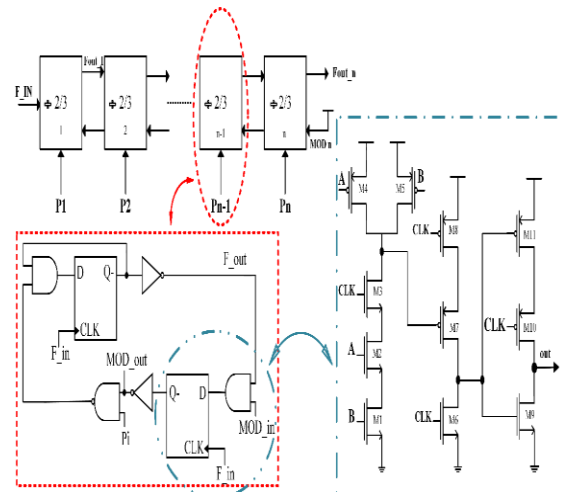 Fout_1
Fout_n
F_IN
÷ 2/3
÷ 2/3
÷ 2/3
÷ 2/3
1
2
n-1
n
MOD n
P1
P2
Pn-1
Pn
A
M4
M5
B
CLK
M8
M11
CLK
M3
A
M2
M7
CLK
M10
out
B
M1
CLK
M6
M9
D
Q-
CLK
F_in
F_out
MOD_out
Q-
D
CLK
Pi
MOD_in
F_in